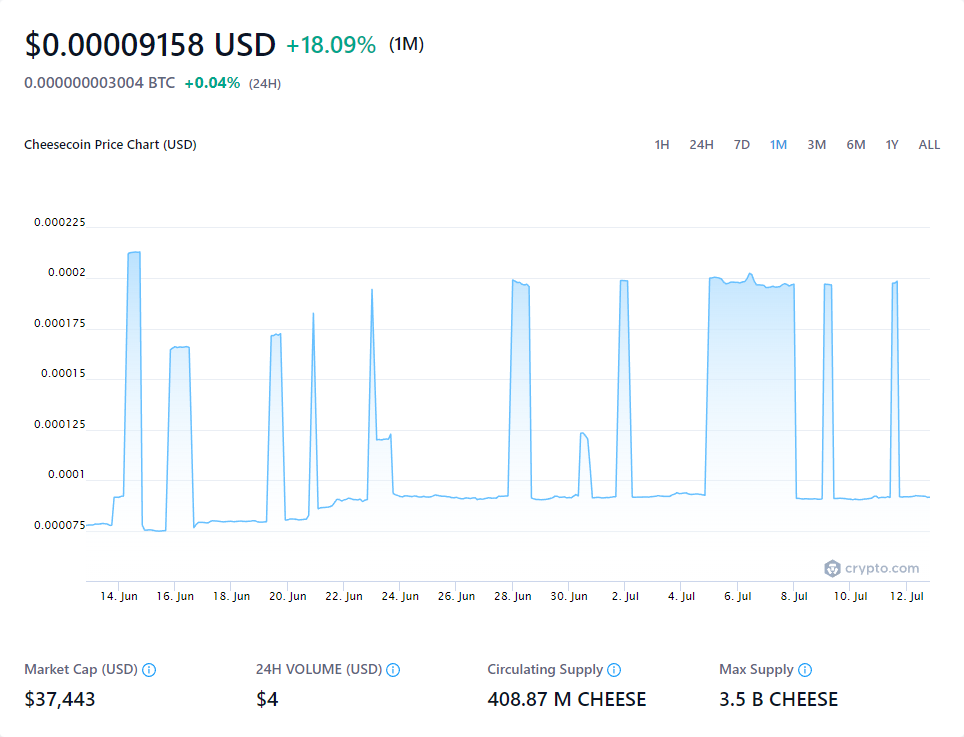 $0.00009158 USD +18.09% (1M)
0.000000003004 BTC +0.04% (24H)
Cheesecoin Price Chart (USD) 1H 24H 7D 1M 3M 6M 1Y ALL
0.000225
0.0002
0.000175
0.00015
0.000125
0.0001
0.000075
crypto.com
14. Jun 16. Jun 18. Jun 20. Jun 22. Jun 24. Jun 26. Jun 28. Jun 30. Jun 2. Jul 4. Jul 6. Jul 8. Jul 10. Jul 12. Jul
Market Cap (USD) 24H VOLUME (USD) Circulating Supply Max Supply
$37,443 $4 408.87 M CHEESE 3.5 B CHEESE